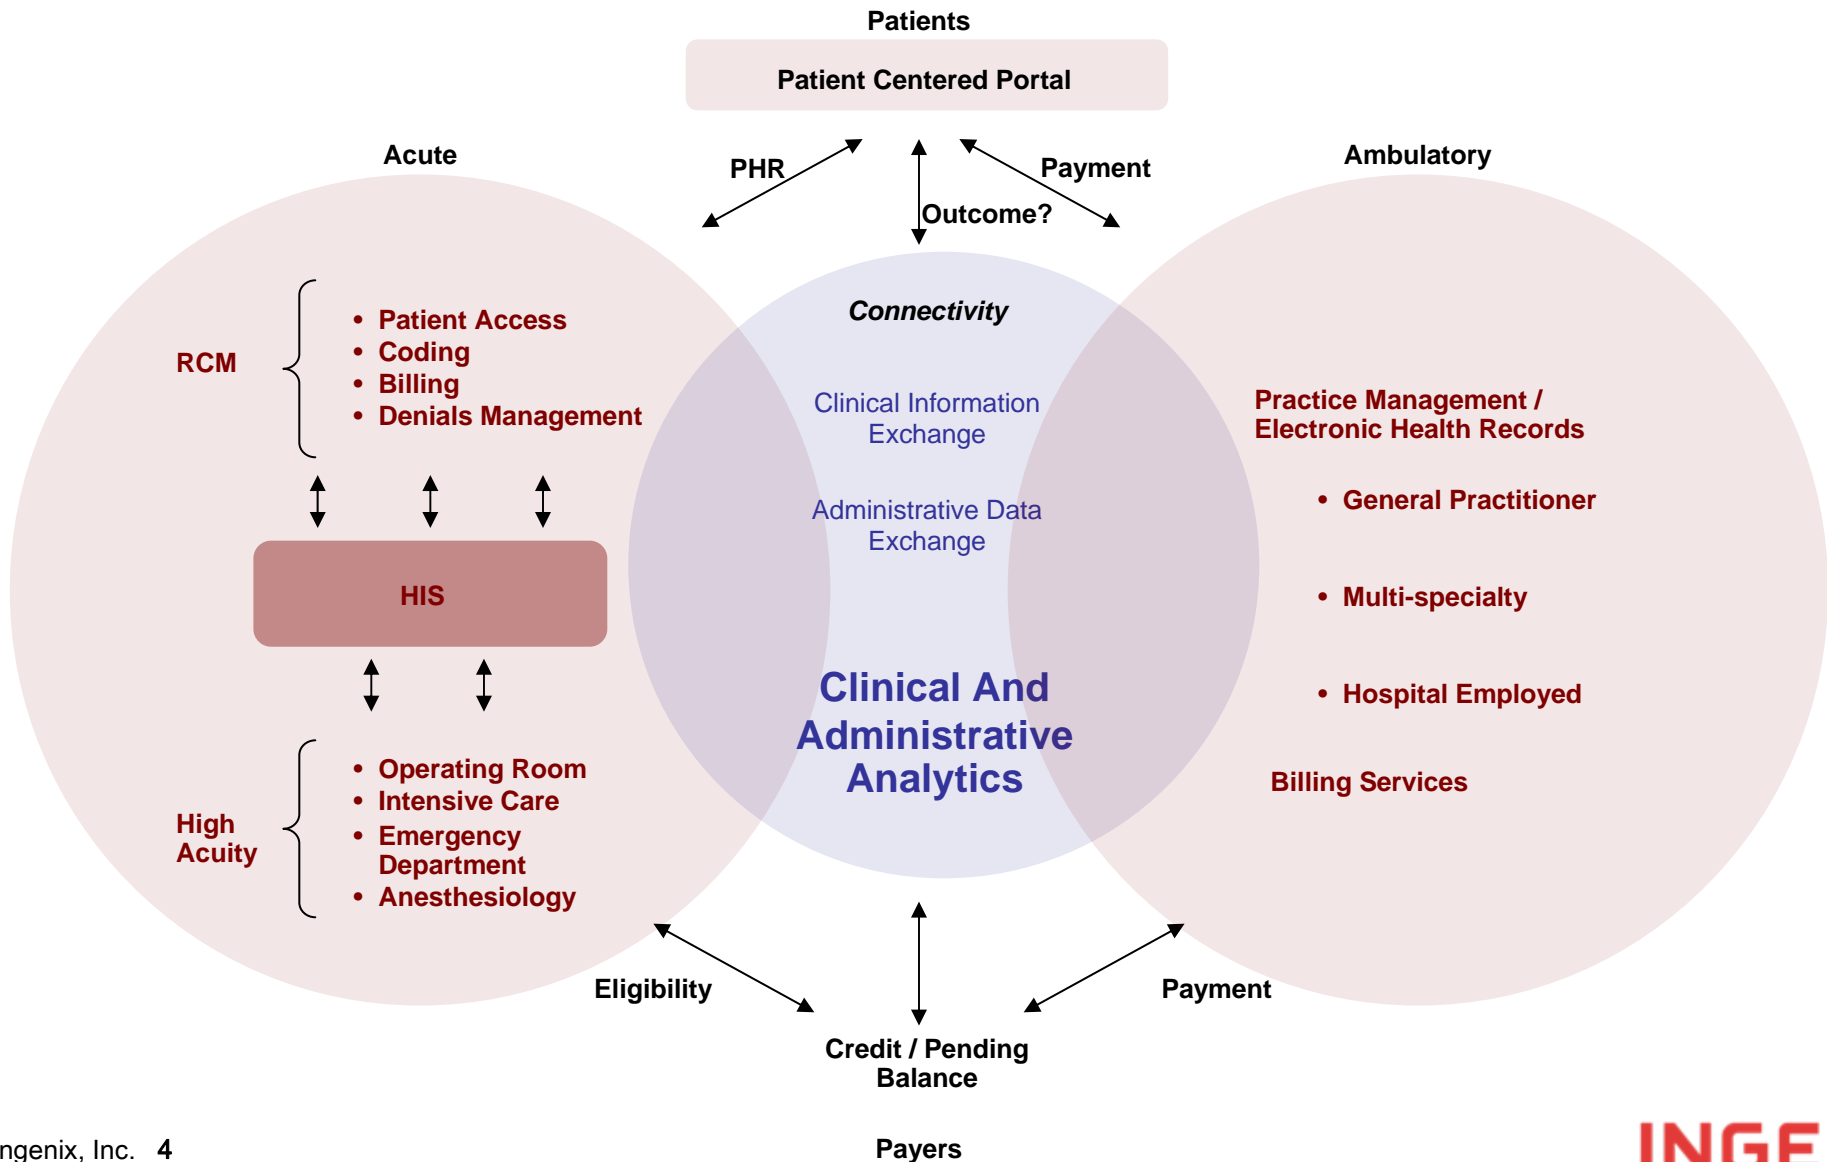 Patients
Patient Centered Portal
Acute
Ambulatory
PHR
Payment
Outcome?
RCM
• Patient Access
• Coding
• Billing
• Denials Management
HIS
High
Acuity
• Operating Room
• Intensive Care
• Emergency
Department
• Anesthesiology
Connectivity
Clinical Information
Exchange
Administrative Data
Exchange
Clinical And
Administrative
Analytics
Practice Management /
Electronic Health Records
• General Practitioner
• Multi-specialty
• Hospital Employed
Billing Services
Eligibility
Payment
Credit / Pending
Balance
Payers
ngenix, Inc. 4
INGE